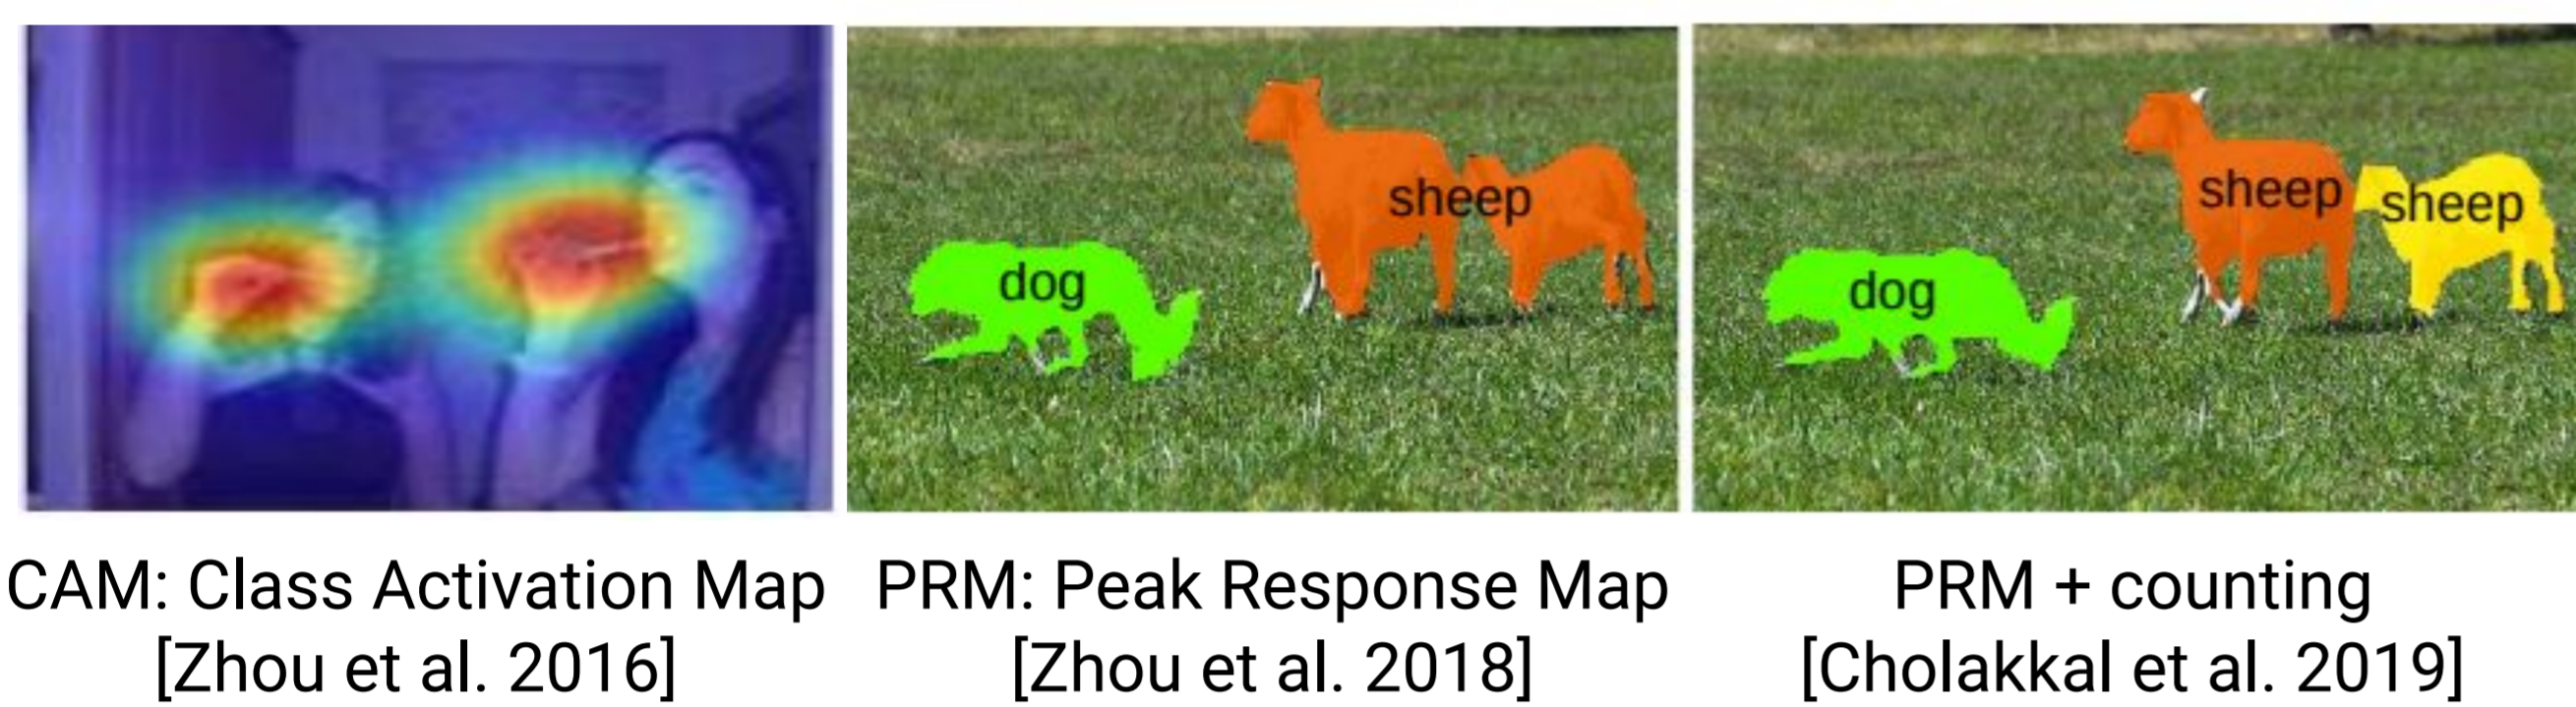 dog
sheep
dog
sheep
sheep
CAM: Class Activation Map
[Zhou et al. 2016]
PRM: Peak Response Map
[Zhou et al. 2018]
PRM + counting
[Cholakkal et al. 2019]